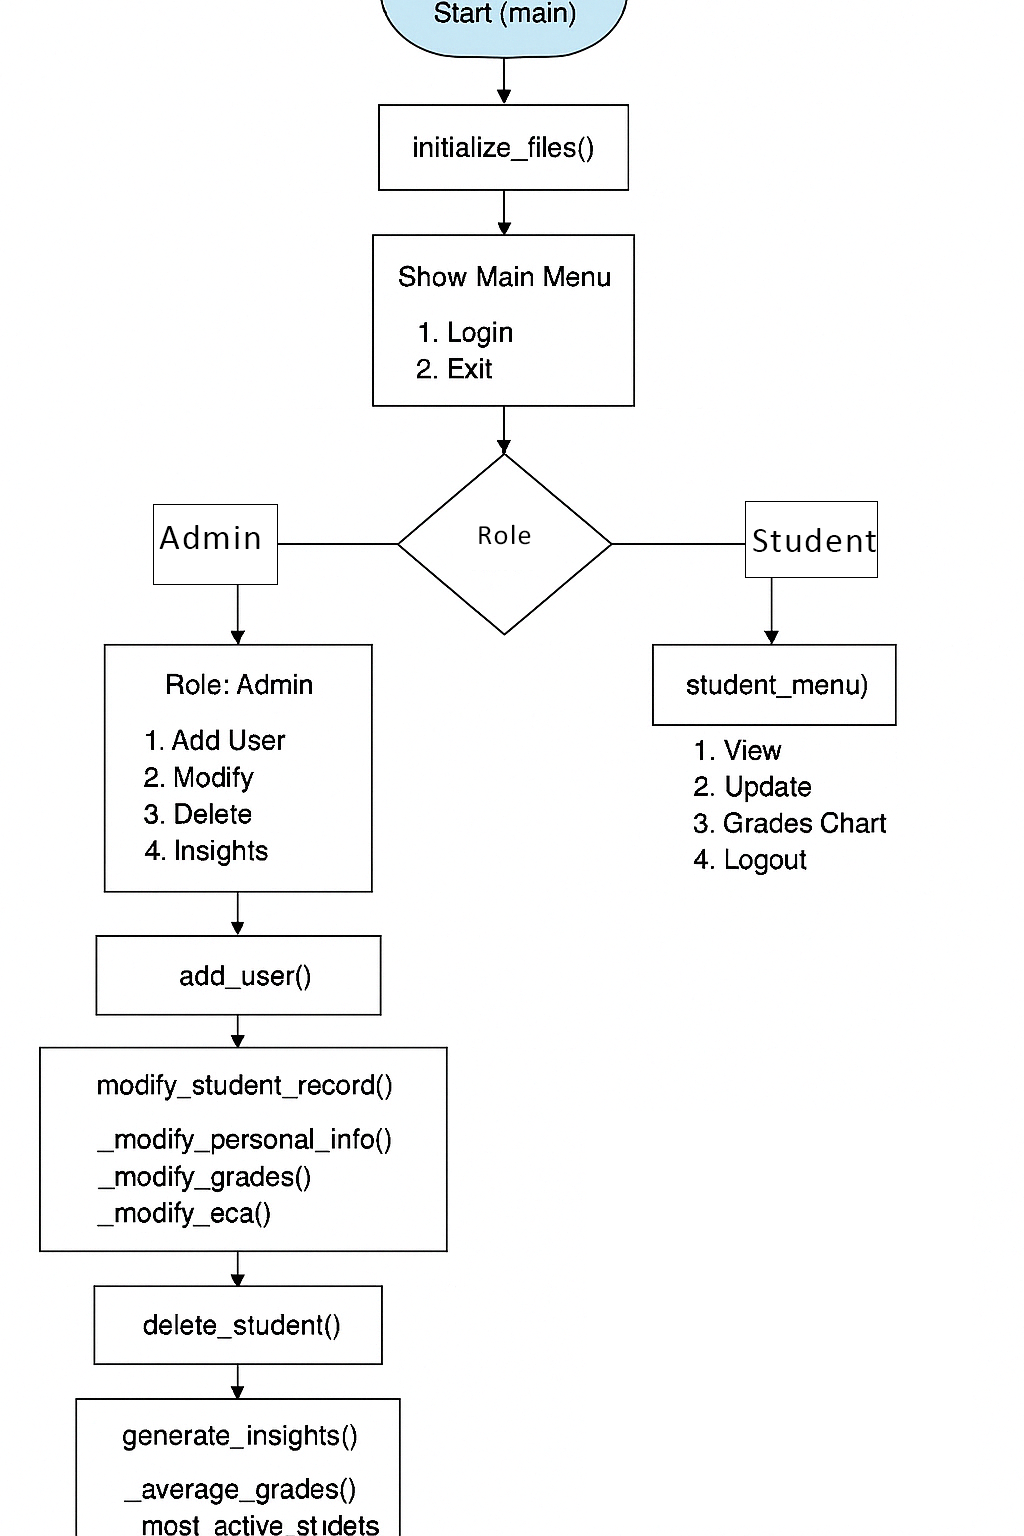 Start (main)
initialize_files()
Show Main Menu
1. Login
2. Exit
Role
Admin
Student
Role: Admin
1. Add User
2. Modify
3. Delete
4. Insights
student_menu)
1. View
2. Update
3. Grades Chart
4. Logout
add_user()
modify_student_record()
_modify_personal_info()
_modify_grades()
_modify_eca()
delete_student()
generate_insights()
_average_grades()
most_active_